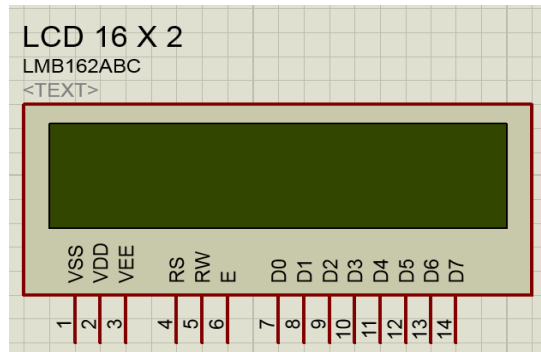 LCD 16 X 2
LMB162ABC
<TEXT>
VSS VDD VEE RS RW E D0 D1 D2 D3 D4 D5 D6 D7
1 2 3 4 5 6 7 8 9 10 11 12 13 14